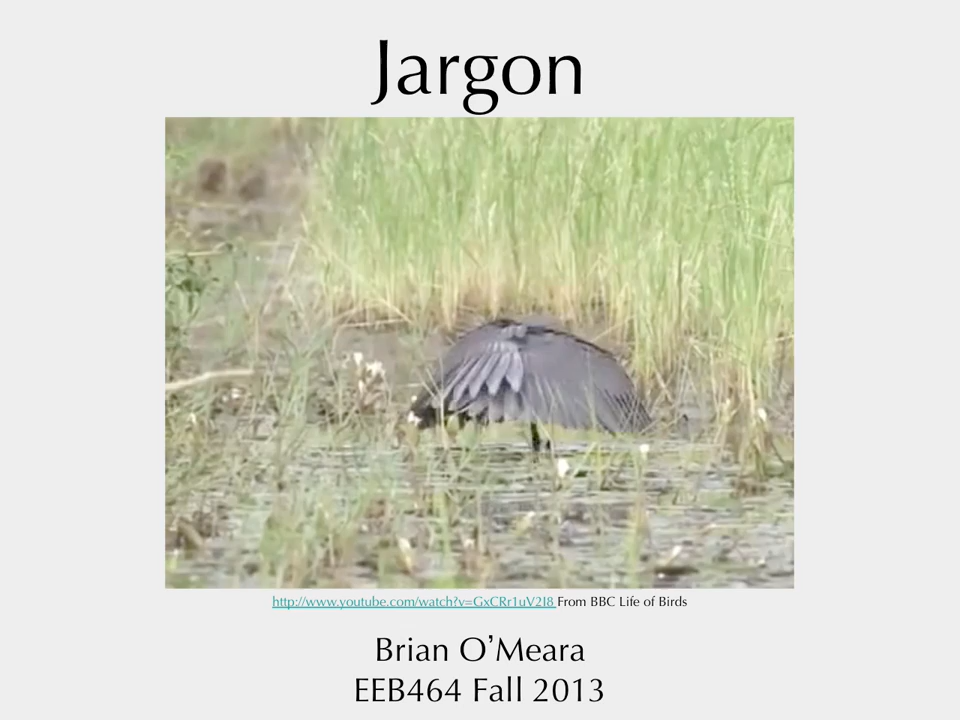 Jargon
http://www.youtube.com/watch?v=GxCRr1uV2I8 From BBC Life of Birds
Brian O’Meara
EEB464 Fall 2013